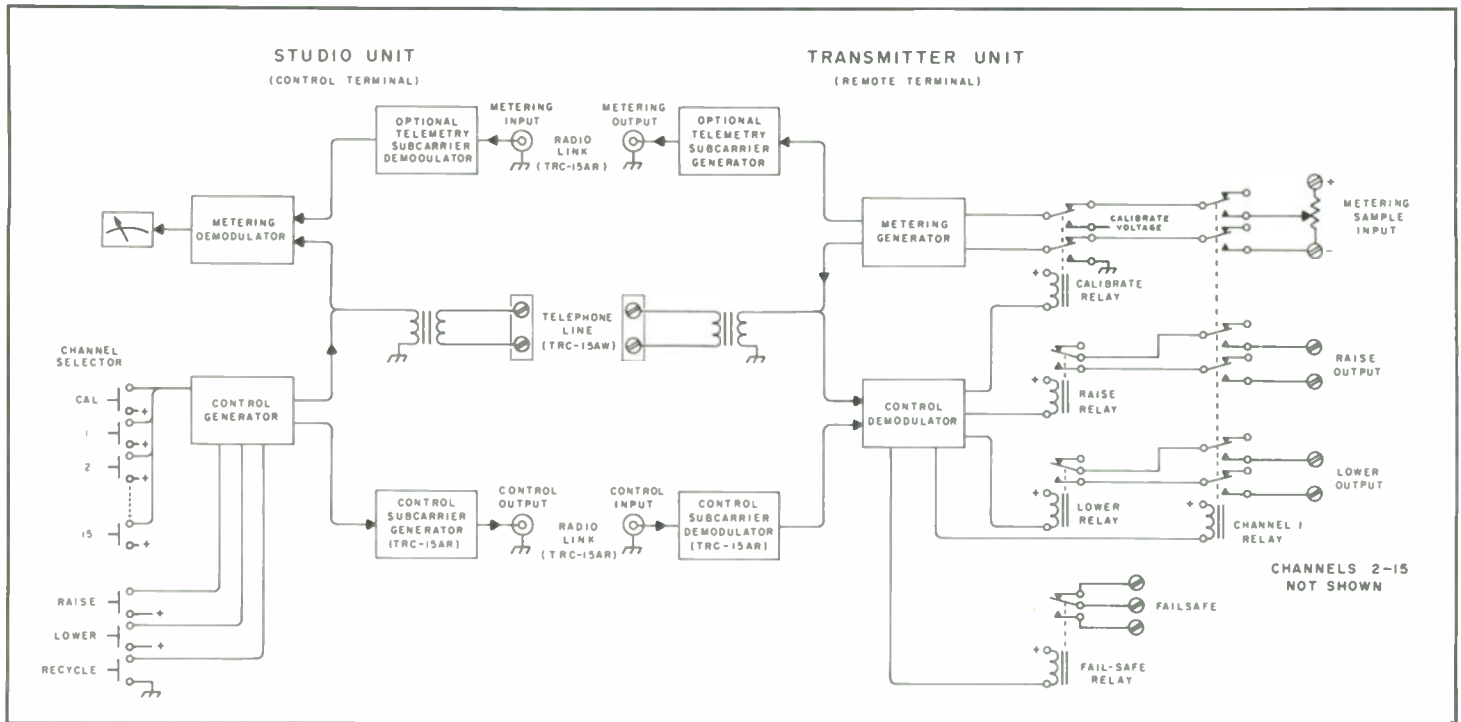 STUDIO UNIT
(CONTROL TERMINAL)
TRANSMITTER UNIT
(REMOTE TERMINAL)
OPTIONAL
TELEMETRY
SUBCARRIER
DEMODULATOR
METERING
INPUT
RADIO
LINK
(TRC-15AR)
METERING
OUTPUT
OPTIONAL
TELEMETRY
SUBCARRIER
GENERATOR
METERING
DEMODULATOR
METERING
GENERATOR
CALIBRATE
VOLTAGE
+
METERING
SAMPLE
INPUT
-
+
CALIBRATE
RELAY
TELEPHONE
LINE
(TRC-15AW)
CHANNEL
SELECTOR
CAL
+
1
+
2
+
15
+
CONTROL
GENERATOR
CONTROL
DEMODULATOR
+
RAISE
RELAY
RAISE
OUTPUT
+
LOWER
RELAY
LOWER
OUTPUT
+
CHANNEL 1
RELAY
CONTROL
SUBCARRIER
GENERATOR
(TRC-15AR)
CONTROL
OUTPUT
RADIO
LINK
(TRC-15AR)
CONTROL
INPUT
CONTROL
SUBCARRIER
DEMODULATOR
(TRC-15AR)
CHANNELS 2-15
NOT SHOWN
RAISE
+
LOWER
+
RECYCLE
FAILSAFE
+
FAIL-SAFE
RELAY